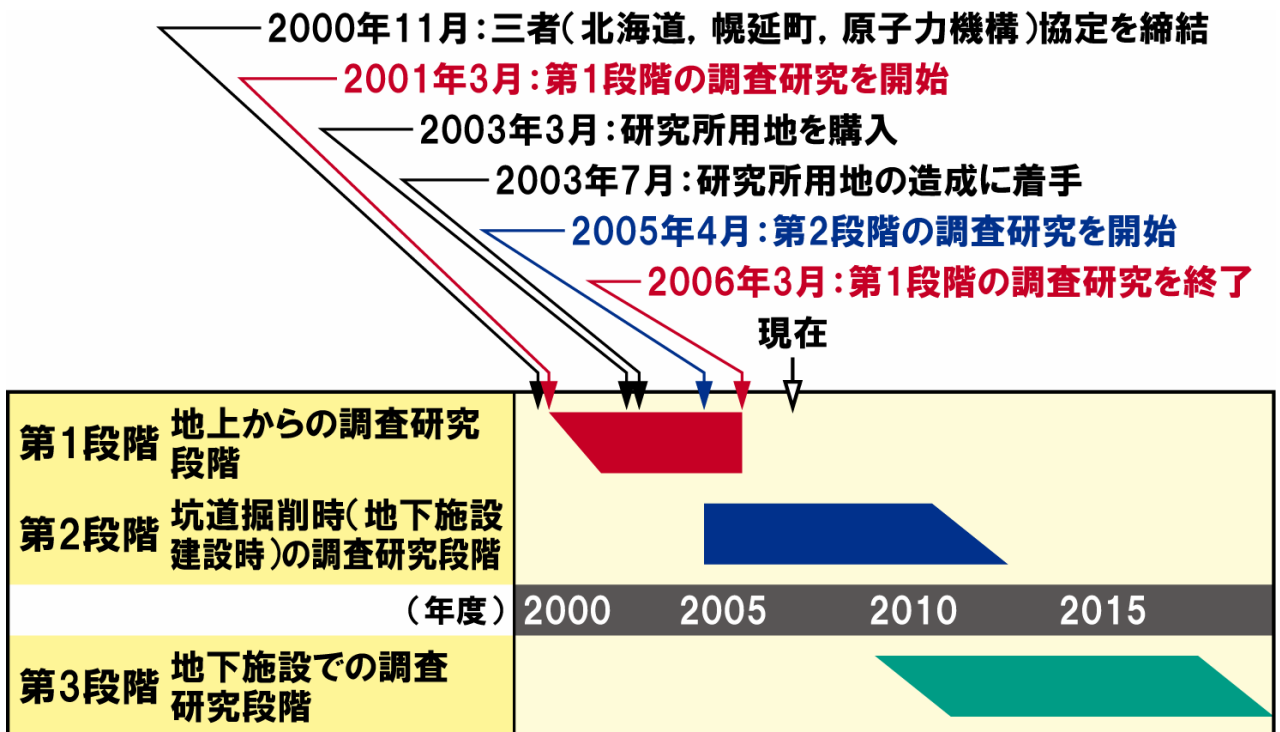 2000年11月：三者（北海道，幌延町，原子力機構）協定を締結
2001年3月：第1段階の調査研究を開始
2003年3月：研究所用地を購入
2003年7月：研究所用地の造成に着手
2005年4月：第2段階の調査研究を開始
2006年3月：第1段階の調査研究を終了
現在
第1段階 地上からの調査研究
段階
第2段階 坑道掘削時（地下施設
建設時）の調査研究段階
（年度） 2000 2005 2010 2015
第3段階 地下施設での調査
研究段階